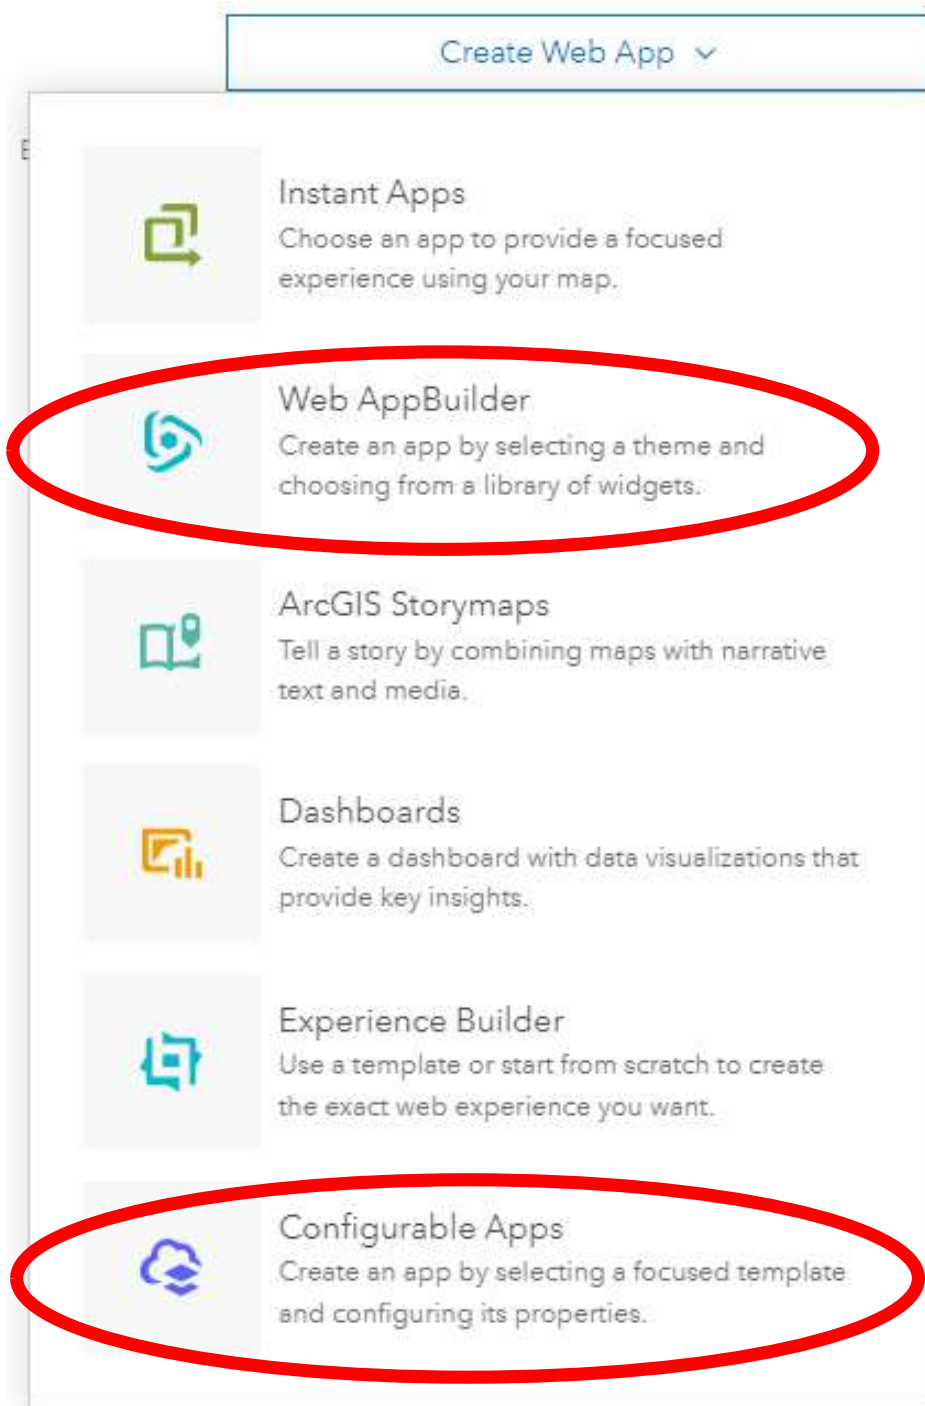 Create Web App
E
Instant Apps
Choose an app to provide a focused
experience using your map.
Web AppBuilder
Create an app by selecting a theme and
choosing from a library of widgets.
ArcGIS Storymaps
Tell a story by combining maps with narrative
text and media.
Dashboards
Create a dashboard with data visualizations that
provide key insights.
Experience Builder
Use a template or start from scratch to create
the exact web experience you want.
Configurable Apps
Create an app by selecting a focused template
and configuring its properties.